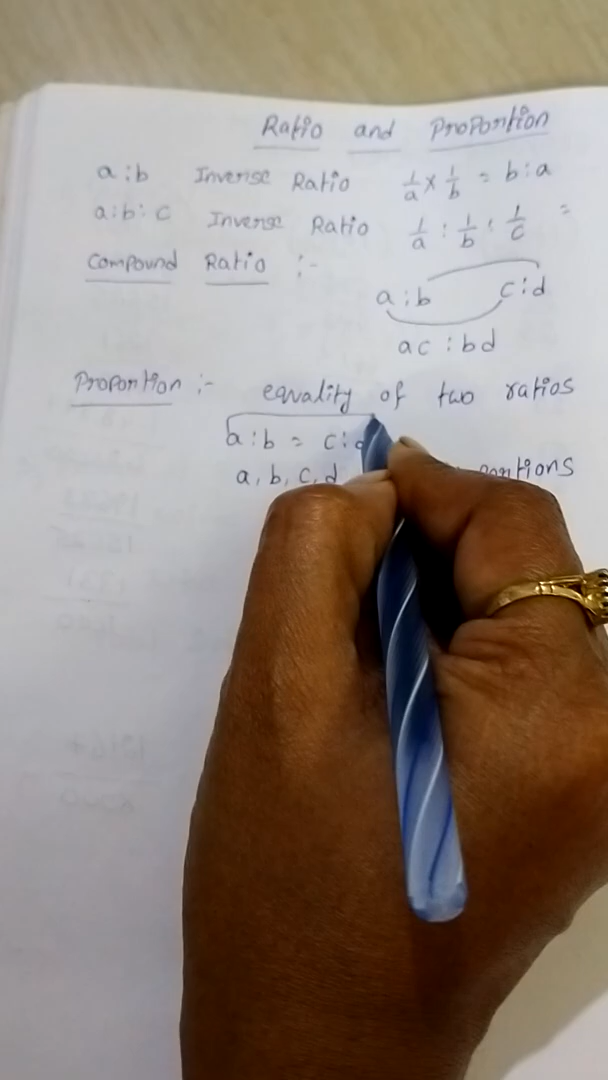 Ratio and Proportion
a:b Inverse Ratio 1/a × 1/b = b:a
a:b:c Inverse Ratio 1/a : 1/b : 1/c =
Compound Ratio :-
a:b c:d
ac : bd
Proportion :- equality of two ratios
a:b = c:d
a, b, c, d